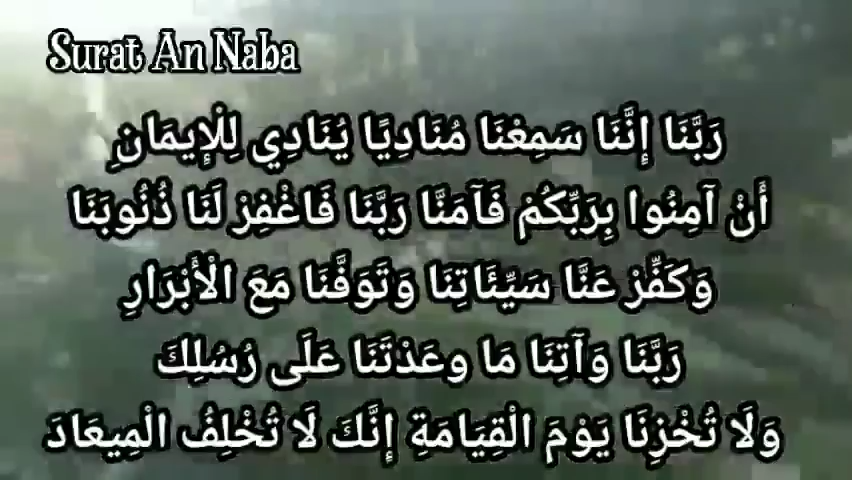 Surat An Naba
رَبَّنَا إِنَّنَا سَمِعْنَا مُنَادِيًا يُنَادِي لِلْإِيمَانِ
أَنْ آمِنُوا بِرَبِّكُمْ فَآمَنَّا رَبَّنَا فَاغْفِرْ لَنَا ذُنُوبَنَا
وَكَفِّرْ عَنَّا سَيِّئَاتِنَا وَتَوَفَّنَا مَعَ الْأَبْرَارِ
رَبَّنَا وَآتِنَا مَا وعَدْتَنَا عَلَى رُسُلِكَ
وَلَا تُخْزِنَا يَوْمَ الْقِيَامَةِ إِنَّكَ لَا تُخْلِفُ الْمِيعَادَ